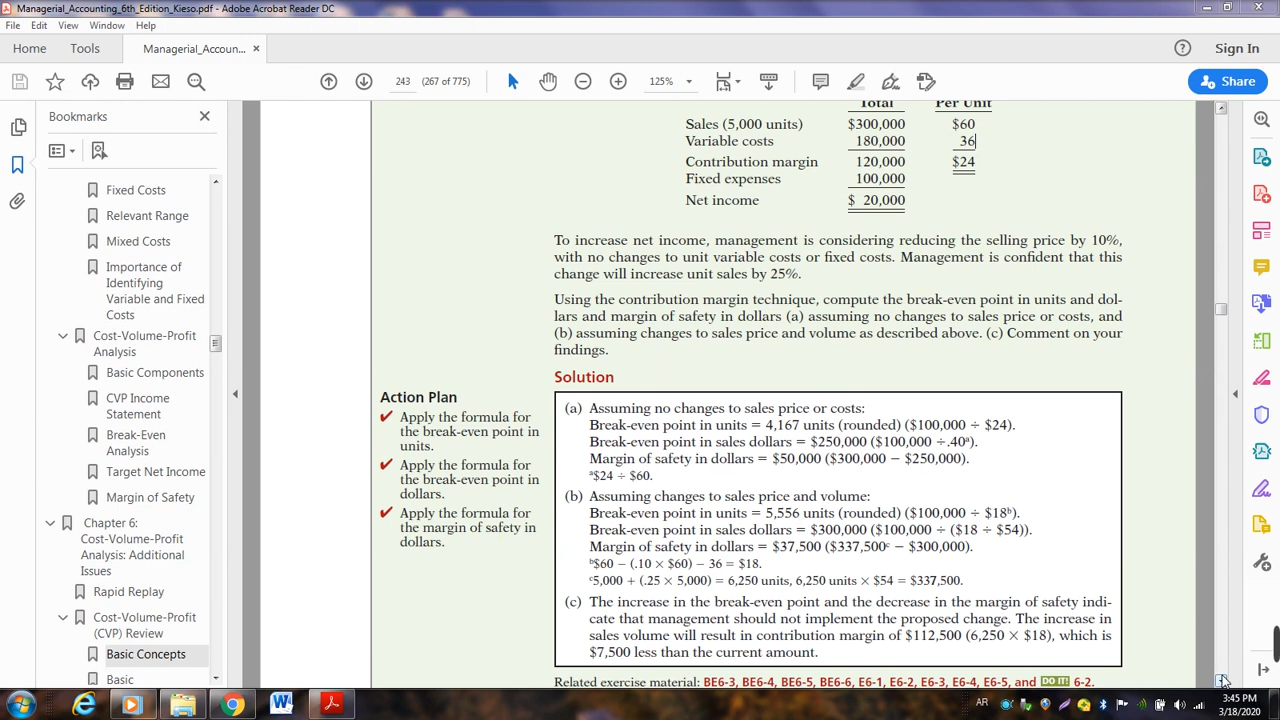 Managerial_Accounting_6th_Edition_Kieso.pdf - Adobe Acrobat Reader DC
File Edit View Window Help
Home Tools Managerial_Accoun... × Sign In
243 (267 of 775) 125% Share
Bookmarks
Fixed Costs
Relevant Range
Mixed Costs
Importance of
Identifying
Variable and Fixed
Costs
Cost-Volume-Profit
Analysis
Basic Components
CVP Income
Statement
Break-Even
Analysis
Target Net Income
Margin of Safety
Chapter 6:
Cost-Volume-Profit
Analysis: Additional
Issues
Rapid Replay
Cost-Volume-Profit
(CVP) Review
Basic Concepts
Basic
Total Per Unit
Sales (5,000 units) $300,000 $60
Variable costs 180,000 36
Contribution margin 120,000 $24
Fixed expenses 100,000
Net income $ 20,000
To increase net income, management is considering reducing the selling price by 10%,
with no changes to unit variable costs or fixed costs. Management is confident that this
change will increase unit sales by 25%.
Using the contribution margin technique, compute the break-even point in units and dol-
lars and margin of safety in dollars (a) assuming no changes to sales price or costs, and
(b) assuming changes to sales price and volume as described above. (c) Comment on your
findings.
Solution
Action Plan
✔ Apply the formula for
the break-even point in
units.
✔ Apply the formula for
the break-even point in
dollars.
✔ Apply the formula for
the margin of safety in
dollars.
(a) Assuming no changes to sales price or costs:
Break-even point in units = 4,167 units (rounded) ($100,000 ÷ $24).
Break-even point in sales dollars = $250,000 ($100,000 ÷.40ᵃ).
Margin of safety in dollars = $50,000 ($300,000 − $250,000).
ᵃ$24 ÷ $60.
(b) Assuming changes to sales price and volume:
Break-even point in units = 5,556 units (rounded) ($100,000 ÷ $18ᵇ).
Break-even point in sales dollars = $300,000 ($100,000 ÷ ($18 ÷ $54)).
Margin of safety in dollars = $37,500 ($337,500ᶜ − $300,000).
ᵇ$60 − (.10 × $60) − 36 = $18.
ᶜ5,000 + (.25 × 5,000) = 6,250 units, 6,250 units × $54 = $337,500.
(c) The increase in the break-even point and the decrease in the margin of safety indi-
cate that management should not implement the proposed change. The increase in
sales volume will result in contribution margin of $112,500 (6,250 × $18), which is
$7,500 less than the current amount.
Related exercise material: BE6-3, BE6-4, BE6-5, BE6-6, E6-1, E6-2, E6-3, E6-4, E6-5, and DO IT! 6-2.
AR 3:45 PM
3/18/2020